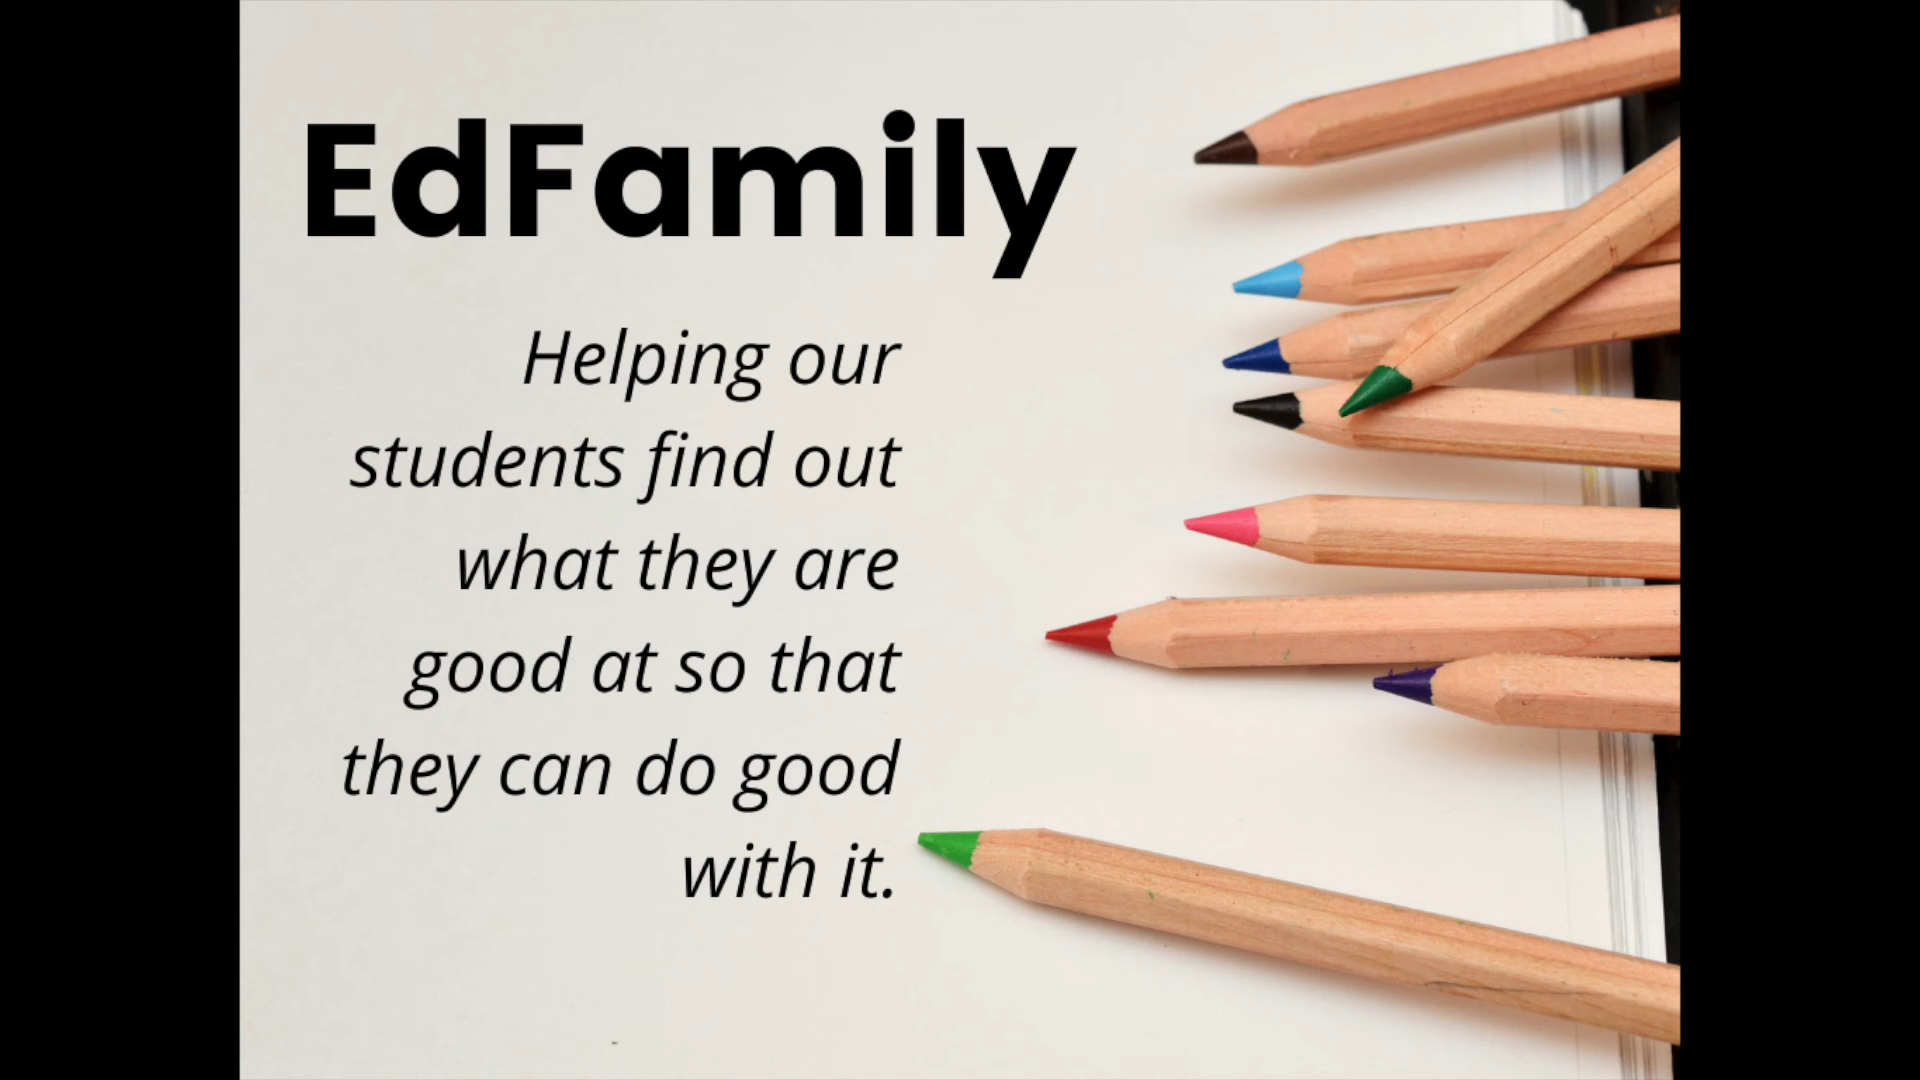 EdFamily
Helping our
students find out
what they are
good at so that
they can do good
with it.